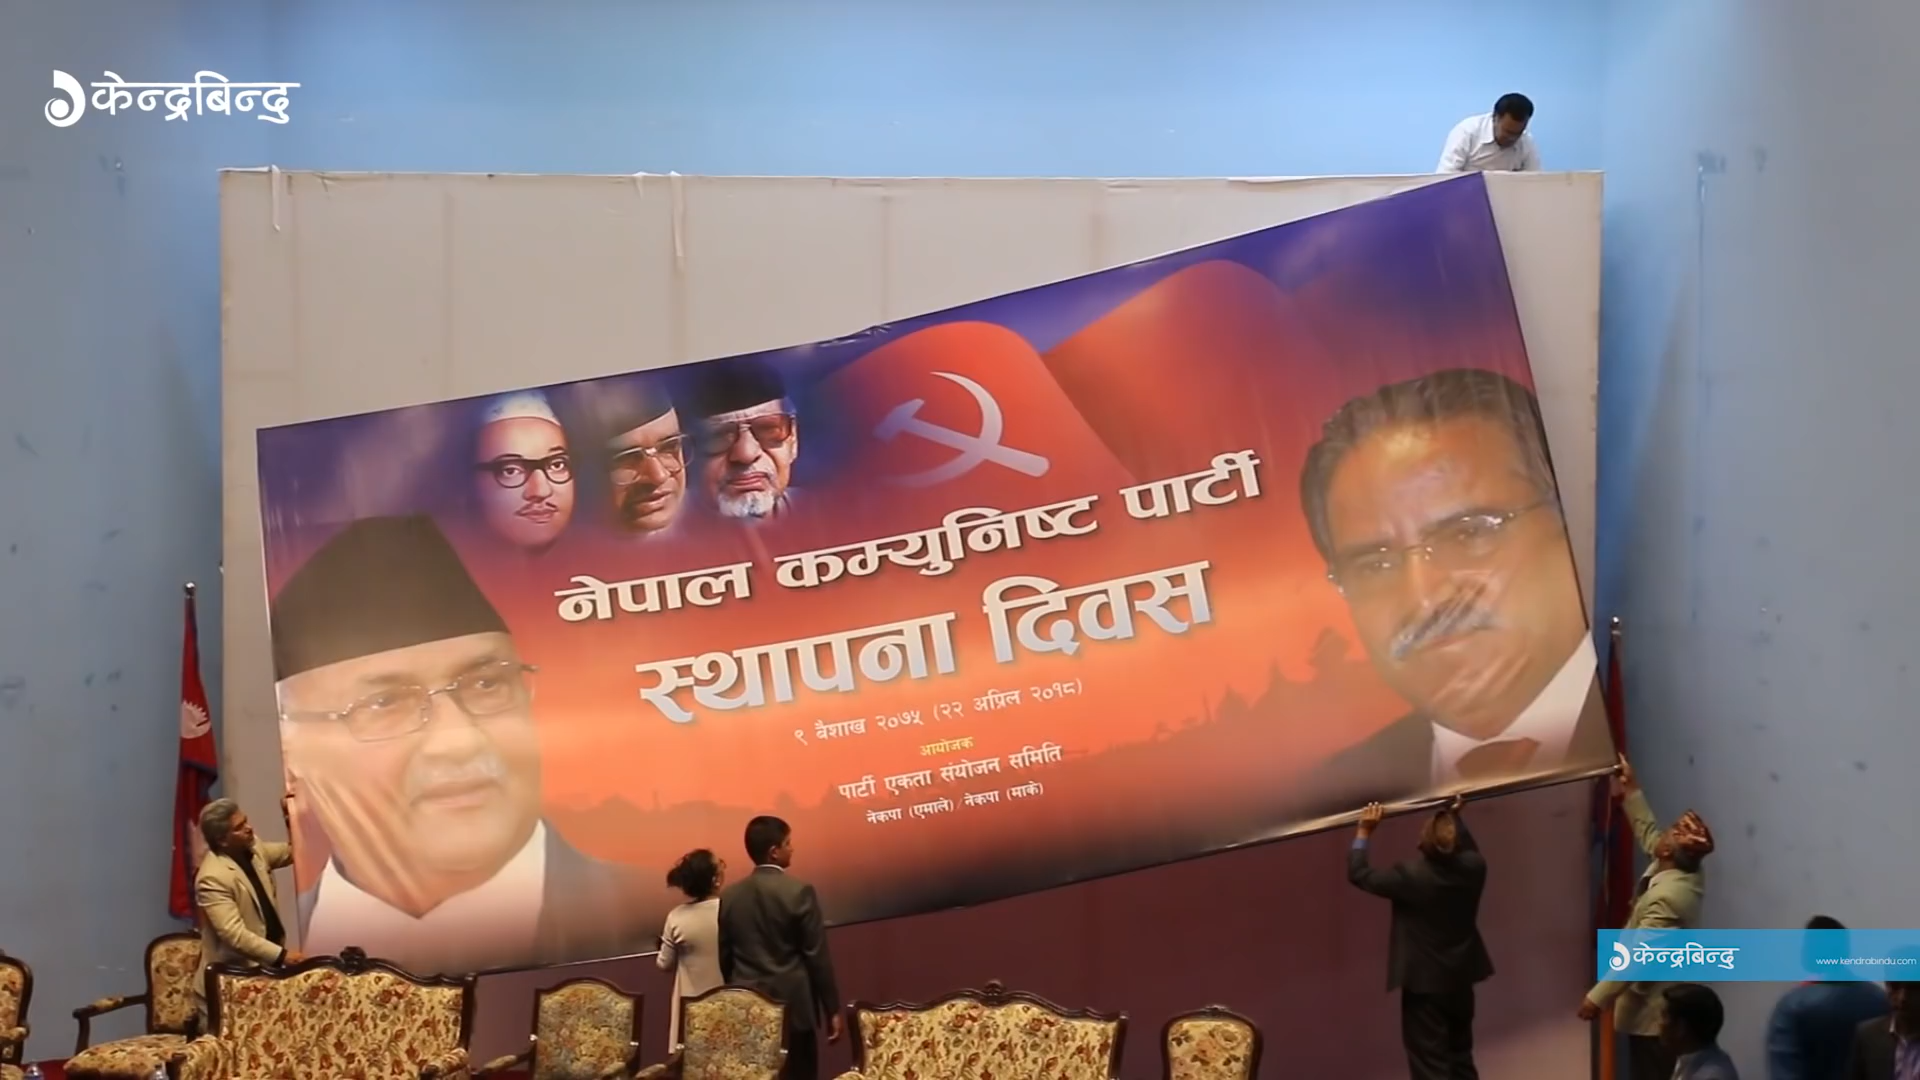 केन्द्रबिन्दु
नेपाल कम्युनिष्ट पार्टी
स्थापना दिवस
९ बैशाख २०७५ (२२ अप्रिल २०१८)
आयोजक
पार्टी एकता संयोजन समिति
नेकपा (एमाले)/नेकपा (माके)
केन्द्रबिन्दु
www.kendrabindu.com